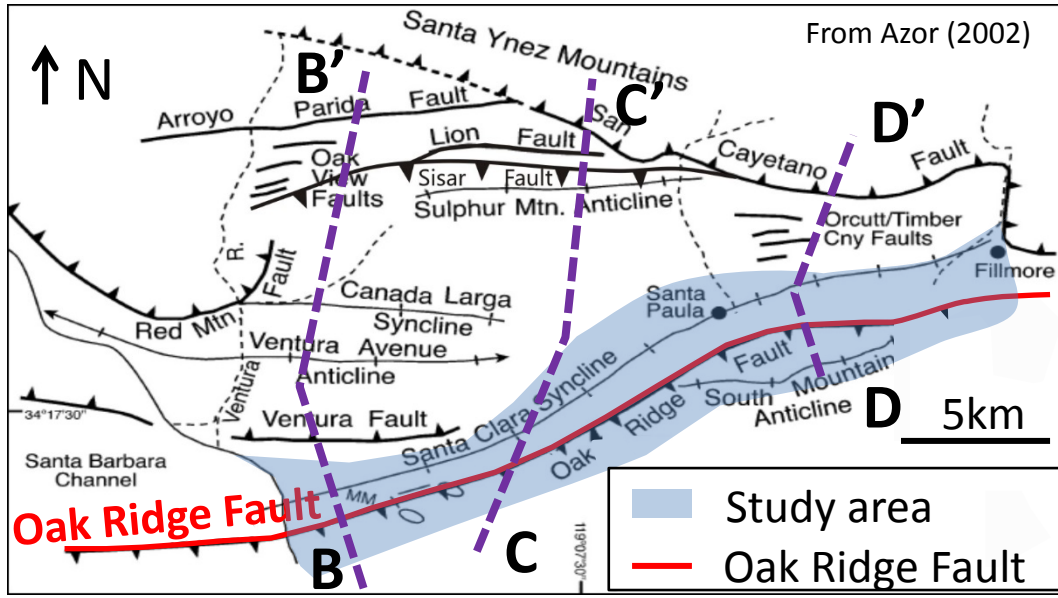 From Azor (2002)
N
Santa Ynez Mountains
B’
C’
D’
Arroyo Parida Fault
San Cayetano Fault
Lion Fault
Oak
View
Faults
Sisar Fault
Sulphur Mtn. Anticline
Orcutt/Timber
Cny Faults
Fillmore
R.
Ventura
Red Mtn Fault
Canada Larga
Syncline
Santa
Paula
Ventura Avenue
Anticline
Santa Clara Syncline
Oak Ridge Fault
South Mountain
Anticline
34°17'30"
Ventura Fault
D
5km
Santa Barbara
Channel
MM
Oak Ridge Fault
B
C
119°07'30"
Study area
Oak Ridge Fault